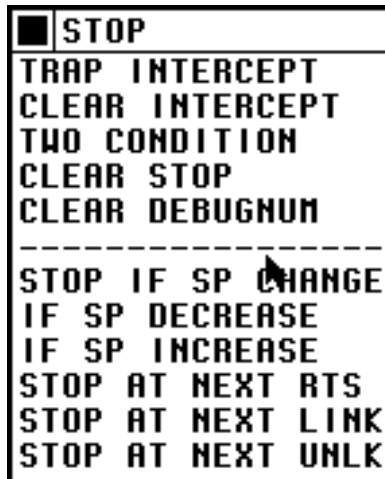 STOP
TRAP INTERCEPT
CLEAR INTERCEPT
TWO CONDITION
CLEAR STOP
CLEAR DEBUGNUM
----------------------
STOP IF SP CHANGE
IF SP DECREASE
IF SP INCREASE
STOP AT NEXT RTS
STOP AT NEXT LINK
STOP AT NEXT UNLK